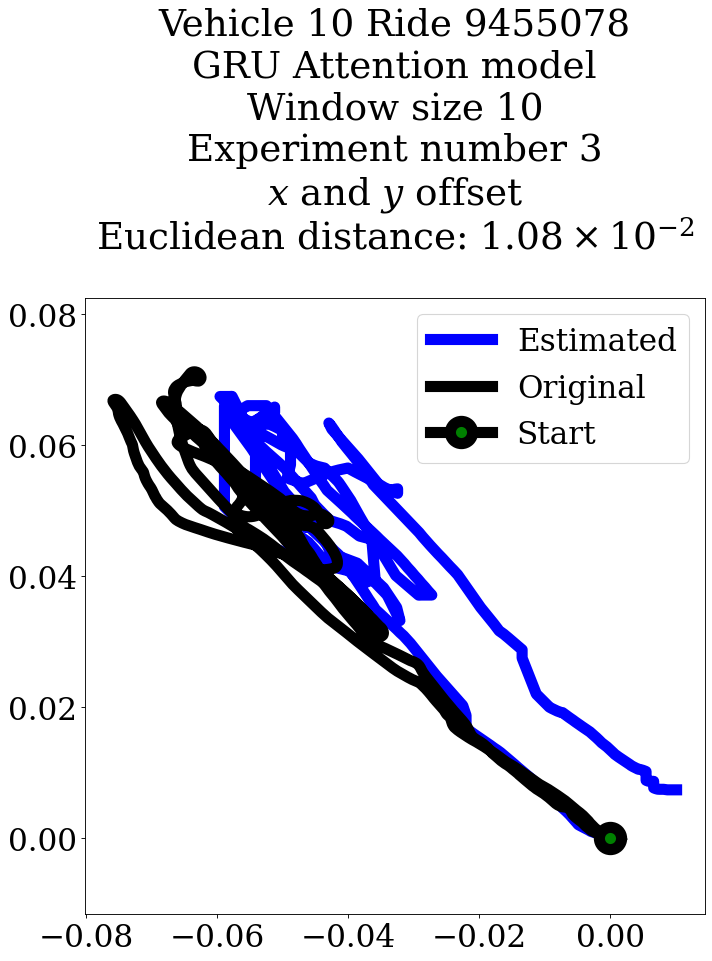 Vehicle 10 Ride 9455078
GRU Attention model
Window size 10
Experiment number 3
x and y offset
Euclidean distance: 1.08 × 10⁻²
Estimated
Original
Start
0.08
0.06
0.04
0.02
0.00
−0.08 −0.06 −0.04 −0.02 0.00